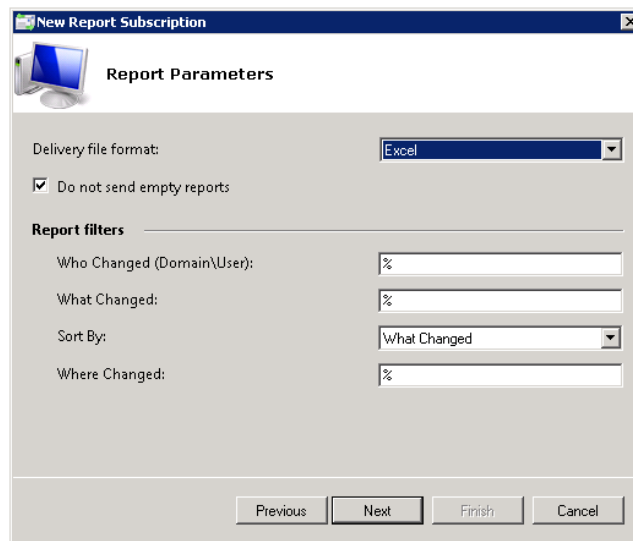 New Report Subscription
Report Parameters
Delivery file format: Excel
Do not send empty reports
Report filters
Who Changed (Domain\User): %
What Changed: %
Sort By: What Changed
Where Changed: %
Previous Next Finish Cancel